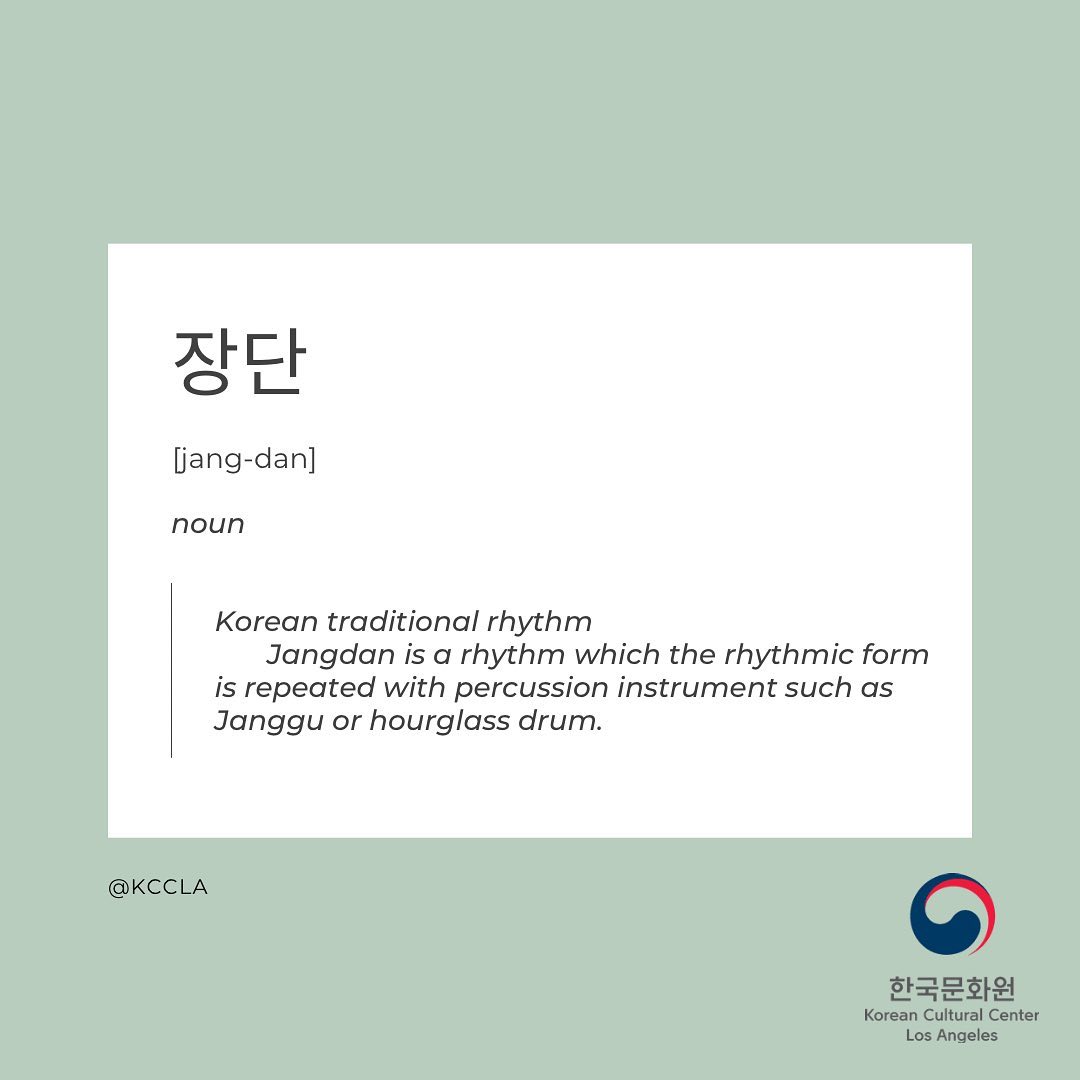 장단
[jang-dan]
noun
Korean traditional rhythm
Jangdan is a rhythm which the rhythmic form
is repeated with percussion instrument such as
Janggu or hourglass drum.
@KCCLA
한국문화원
Korean Cultural Center
Los Angeles